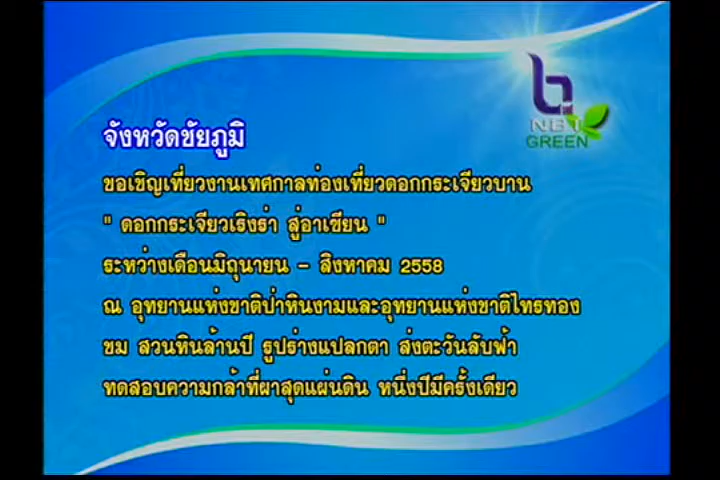 NBT
GREEN
จังหวัดชัยภูมิ
ขอเชิญเที่ยวงานเทศกาลท่องเที่ยวดอกกระเจียวบาน
" ดอกกระเจียวเริงร่า สู่อาเซียน "
ระหว่างเดือนมิถุนายน - สิงหาคม 2558
ณ อุทยานแห่งชาติป่าหินงามและอุทยานแห่งชาติไทรทอง
ชม สวนหินล้านปี รูปร่างแปลกตา ส่งตะวันลับฟ้า
ทดสอบความกล้าที่ผาสุดแผ่นดิน หนึ่งปีมีครั้งเดียว